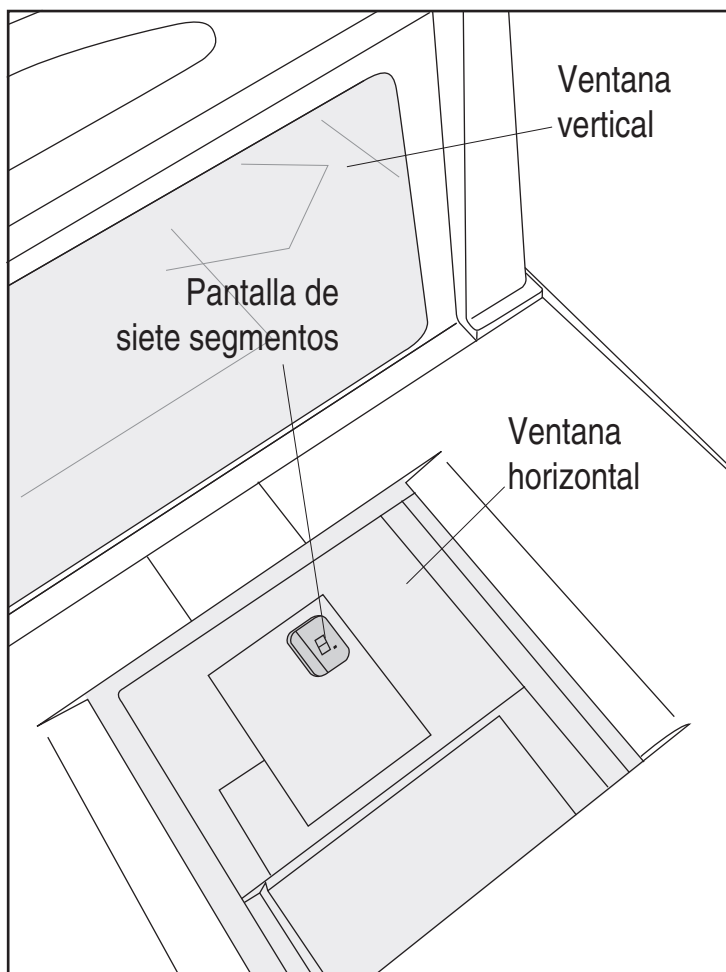 Ventana
vertical
Pantalla de
siete segmentos
Ventana
horizontal